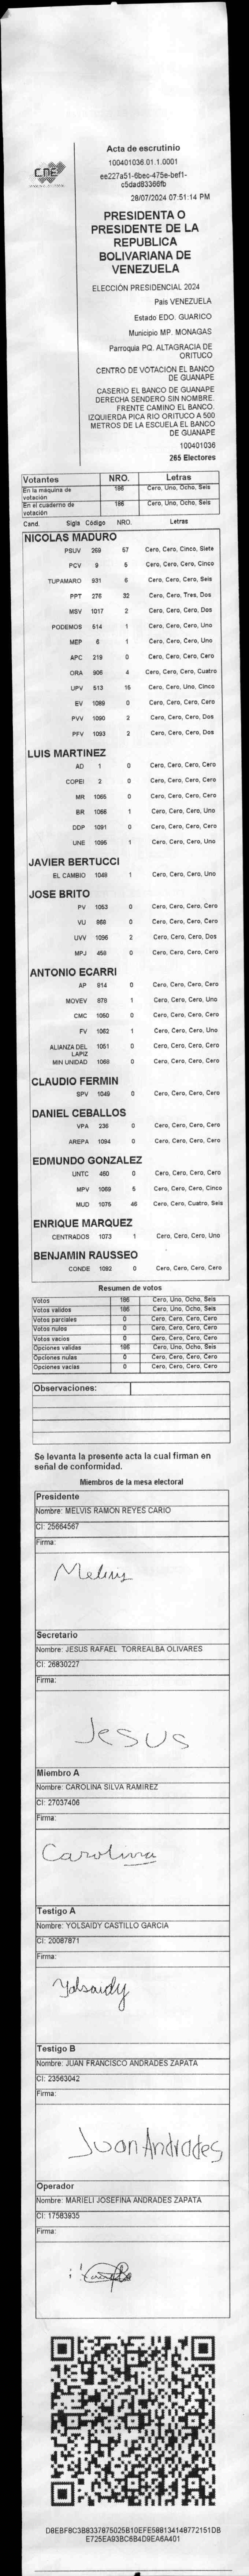 CNE
Acta de escrutinio
100401036.01.1.0001
ee227a51-6bec-475e-bef1-
c5dad83366fb
28/07/2024 07:51:14 PM
PRESIDENTA O
PRESIDENTE DE LA
REPUBLICA
BOLIVARIANA DE
VENEZUELA
ELECCIÓN PRESIDENCIAL 2024
País VENEZUELA
Estado EDO. GUARICO
Municipio MP. MONAGAS
Parroquia PQ. ALTAGRACIA DE
ORITUCO
CENTRO DE VOTACIÓN EL BANCO
DE GUANAPE
CASERIO EL BANCO DE GUANAPE
DERECHA SENDERO SIN NOMBRE.
FRENTE CAMINO EL BANCO.
IZQUIERDA PICA RIO ORITUCO A 500
METROS DE LA ESCUELA EL BANCO
DE GUANAPE
100401036
265 Electores
Votantes NRO. Letras
En la máquina de votación 186 Cero, Uno, Ocho, Seis
En el cuaderno de votación 186 Cero, Uno, Ocho, Seis
Cand. Sigla Código NRO. Letras
NICOLAS MADURO
PSUV 269 57 Cero, Cero, Cinco, Siete
PCV 9 5 Cero, Cero, Cero, Cinco
TUPAMARO 931 6 Cero, Cero, Cero, Seis
PPT 276 32 Cero, Cero, Tres, Dos
MSV 1017 2 Cero, Cero, Cero, Dos
PODEMOS 514 1 Cero, Cero, Cero, Uno
MEP 6 1 Cero, Cero, Cero, Uno
APC 219 0 Cero, Cero, Cero, Cero
ORA 906 4 Cero, Cero, Cero, Cuatro
UPV 513 15 Cero, Cero, Uno, Cinco
EV 1089 0 Cero, Cero, Cero, Cero
PVV 1090 2 Cero, Cero, Cero, Dos
PFV 1093 2 Cero, Cero, Cero, Dos
LUIS MARTINEZ
AD 1 0 Cero, Cero, Cero, Cero
COPEI 2 0 Cero, Cero, Cero, Cero
MR 1065 0 Cero, Cero, Cero, Cero
BR 1066 1 Cero, Cero, Cero, Uno
DDP 1091 0 Cero, Cero, Cero, Cero
UNE 1095 1 Cero, Cero, Cero, Uno
JAVIER BERTUCCI
EL CAMBIO 1048 1 Cero, Cero, Cero, Uno
JOSE BRITO
PV 1053 0 Cero, Cero, Cero, Cero
VU 866 0 Cero, Cero, Cero, Cero
UVV 1096 2 Cero, Cero, Cero, Dos
MPJ 458 0 Cero, Cero, Cero, Cero
ANTONIO ECARRI
AP 914 0 Cero, Cero, Cero, Cero
MOVEV 879 1 Cero, Cero, Cero, Uno
CMC 1050 0 Cero, Cero, Cero, Cero
FV 1062 1 Cero, Cero, Cero, Uno
ALIANZA DEL LAPIZ 1051 0 Cero, Cero, Cero, Cero
MIN UNIDAD 1068 0 Cero, Cero, Cero, Cero
CLAUDIO FERMIN
SPV 1049 0 Cero, Cero, Cero, Cero
DANIEL CEBALLOS
VPA 236 0 Cero, Cero, Cero, Cero
AREPA 1094 0 Cero, Cero, Cero, Cero
EDMUNDO GONZALEZ
UNTC 460 0 Cero, Cero, Cero, Cero
MPV 1069 5 Cero, Cero, Cero, Cinco
MUD 1075 46 Cero, Cero, Cuatro, Seis
ENRIQUE MARQUEZ
CENTRADOS 1073 1 Cero, Cero, Cero, Uno
BENJAMIN RAUSSEO
CONDE 1092 0 Cero, Cero, Cero, Cero
Resumen de votos
Votos 186 Cero, Uno, Ocho, Seis
Votos validos 186 Cero, Uno, Ocho, Seis
Votos parciales 0 Cero, Cero, Cero, Cero
Votos nulos 0 Cero, Cero, Cero, Cero
Votos vacios 0 Cero, Cero, Cero, Cero
Opciones validas 186 Cero, Uno, Ocho, Seis
Opciones nulas 0 Cero, Cero, Cero, Cero
Opciones vacias 0 Cero, Cero, Cero, Cero
Observaciones:
Se levanta la presente acta la cual firman en
señal de conformidad.
Miembros de la mesa electoral
Presidente
Nombre: MELVIS RAMON REYES CARIO
CI: 25664567
Firma:
Melvis
Secretario
Nombre: JESUS RAFAEL TORREALBA OLIVARES
CI: 26830227
Firma:
Jesus
Miembro A
Nombre: CAROLINA SILVA RAMIREZ
CI: 27037406
Firma:
Carolina
Testigo A
Nombre: YOLSAIDY CASTILLO GARCIA
CI: 20087871
Firma:
Yolsaidy
Testigo B
Nombre: JUAN FRANCISCO ANDRADES ZAPATA
CI: 23563042
Firma:
Juan Andrades
Operador
Nombre: MARIELI JOSEFINA ANDRADES ZAPATA
CI: 17583935
Firma:
D8EBF8C3B8337875025B10EFE588134148772151DB
E725EA93BC6B4D9EA6A401